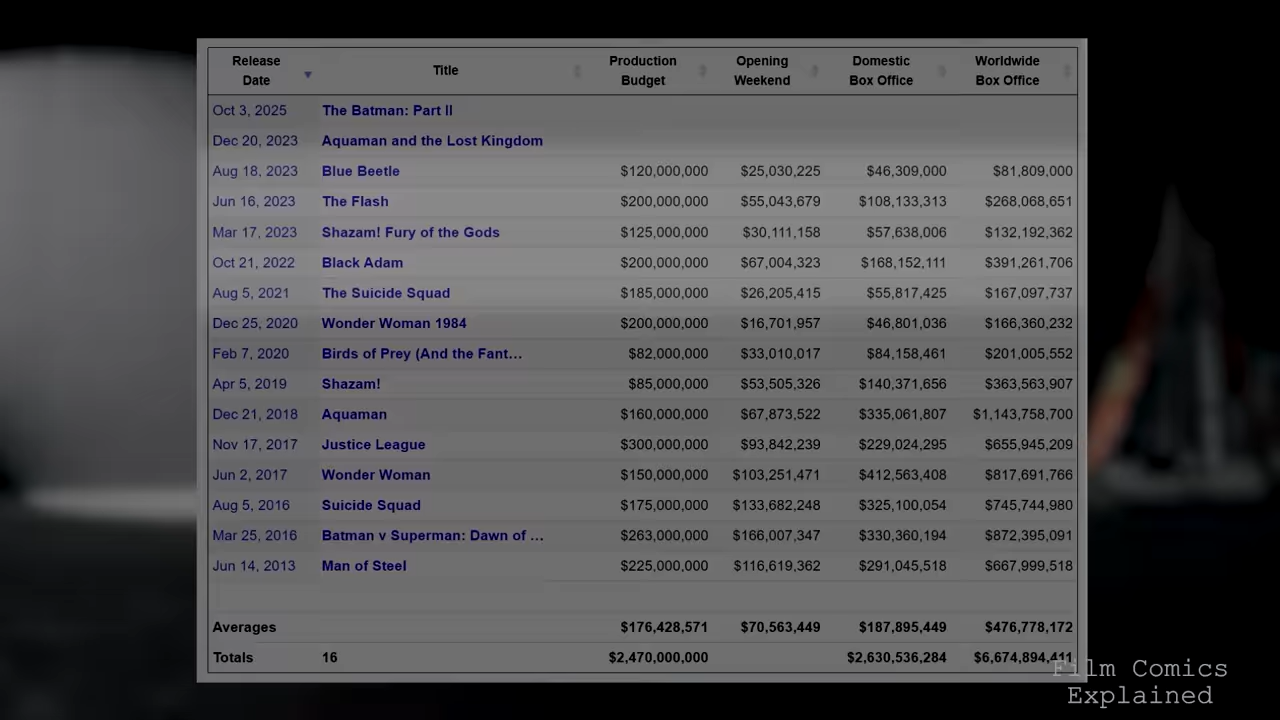 Release Date Title Production Budget Opening Weekend Domestic Box Office Worldwide Box Office
Oct 3, 2025 The Batman: Part II
Dec 20, 2023 Aquaman and the Lost Kingdom
Aug 18, 2023 Blue Beetle $120,000,000 $25,030,225 $46,309,000 $81,809,000
Jun 16, 2023 The Flash $200,000,000 $55,043,679 $108,133,313 $268,068,651
Mar 17, 2023 Shazam! Fury of the Gods $125,000,000 $30,111,158 $57,638,006 $132,192,362
Oct 21, 2022 Black Adam $200,000,000 $67,004,323 $168,152,111 $391,261,706
Aug 5, 2021 The Suicide Squad $185,000,000 $26,205,415 $55,817,425 $167,097,737
Dec 25, 2020 Wonder Woman 1984 $200,000,000 $16,701,957 $46,801,036 $166,360,232
Feb 7, 2020 Birds of Prey (And the Fant… $82,000,000 $33,010,017 $84,158,461 $201,005,552
Apr 5, 2019 Shazam! $85,000,000 $53,505,326 $140,371,656 $363,563,907
Dec 21, 2018 Aquaman $160,000,000 $67,873,522 $335,061,807 $1,143,758,700
Nov 17, 2017 Justice League $300,000,000 $93,842,239 $229,024,295 $655,945,209
Jun 2, 2017 Wonder Woman $150,000,000 $103,251,471 $412,563,408 $817,691,766
Aug 5, 2016 Suicide Squad $175,000,000 $133,682,248 $325,100,054 $745,744,980
Mar 25, 2016 Batman v Superman: Dawn of … $263,000,000 $166,007,347 $330,360,194 $872,395,091
Jun 14, 2013 Man of Steel $225,000,000 $116,619,362 $291,045,518 $667,999,518
Averages $176,428,571 $70,563,449 $187,895,449 $476,778,172
Totals 16 $2,470,000,000 $2,630,536,284 $6,674,894,411
Film Comics
Explained